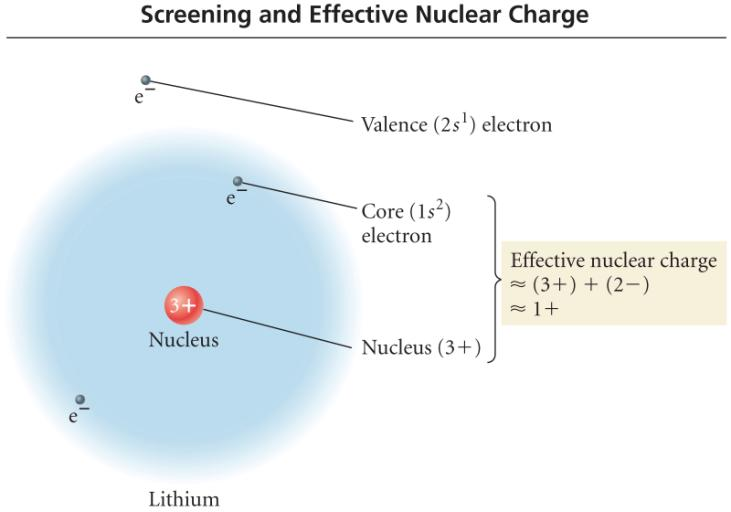 Screening and Effective Nuclear Charge
e⁻
Valence (2s¹) electron
e⁻
Core (1s²)
electron
Effective nuclear charge
≈ (3+) + (2−)
≈ 1+
3+
Nucleus
Nucleus (3+)
e⁻
Lithium